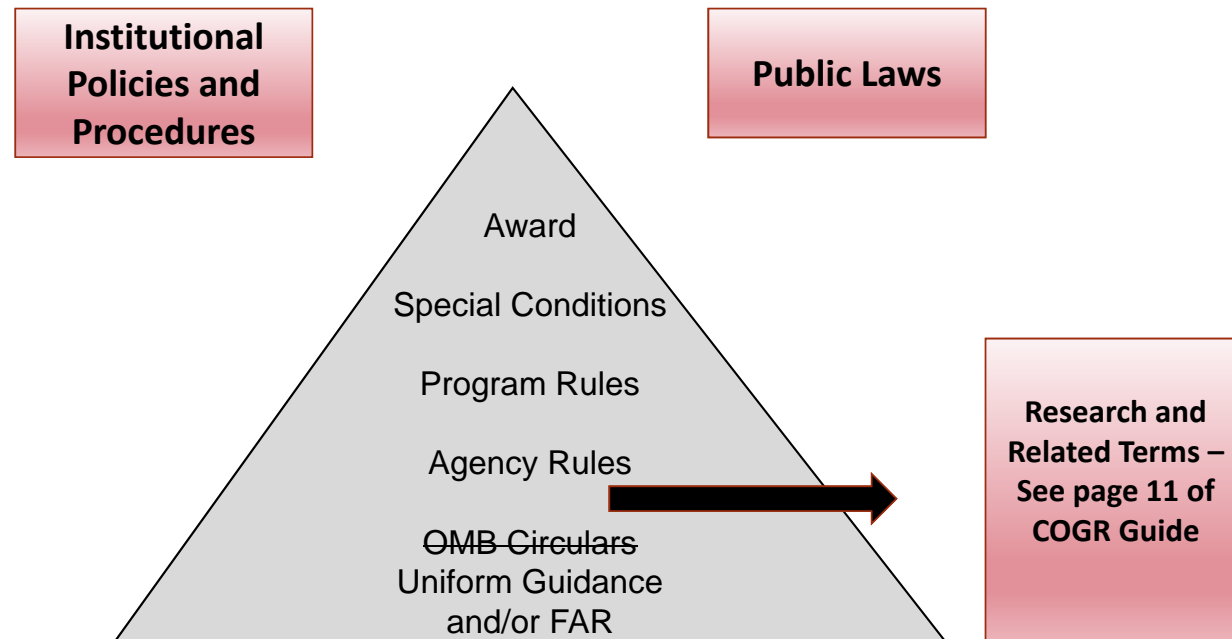 Institutional
Policies and
Procedures
Public Laws
Award
Special Conditions
Program Rules
Agency Rules
OMB Circulars
Uniform Guidance
and/or FAR
Research and
Related Terms –
See page 11 of
COGR Guide